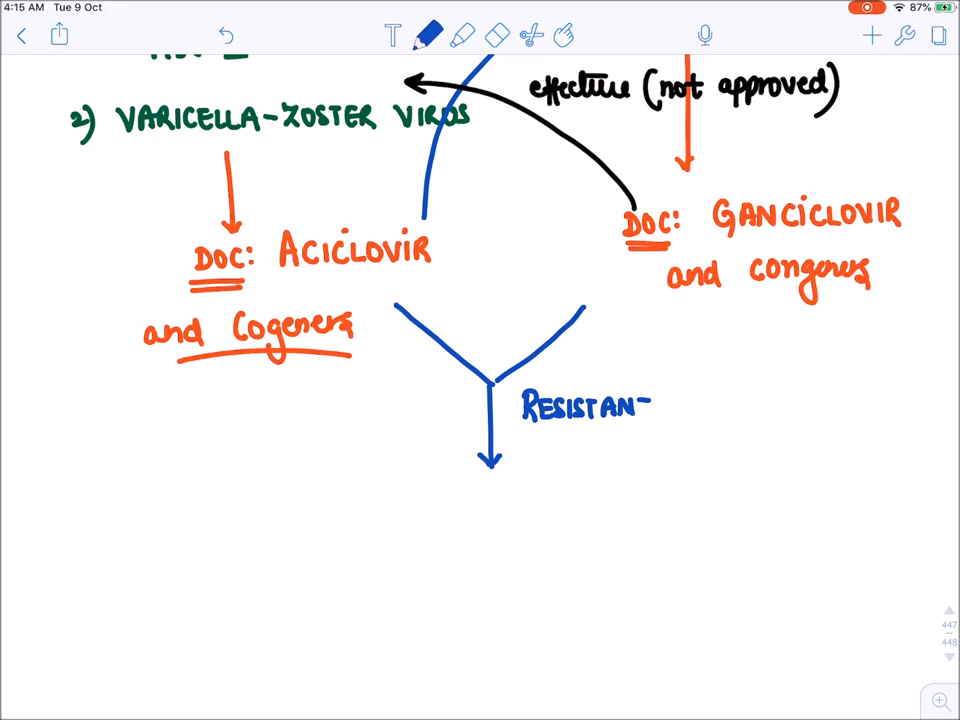 4:15 AM Tue 9 Oct
87%
T
effective (not approved)
2) VARICELLA-ZOSTER VIRUS
DOC: GANCICLOVIR
and congeners
DOC: ACICLOVIR
and Cogeners
RESISTAN-
447
448